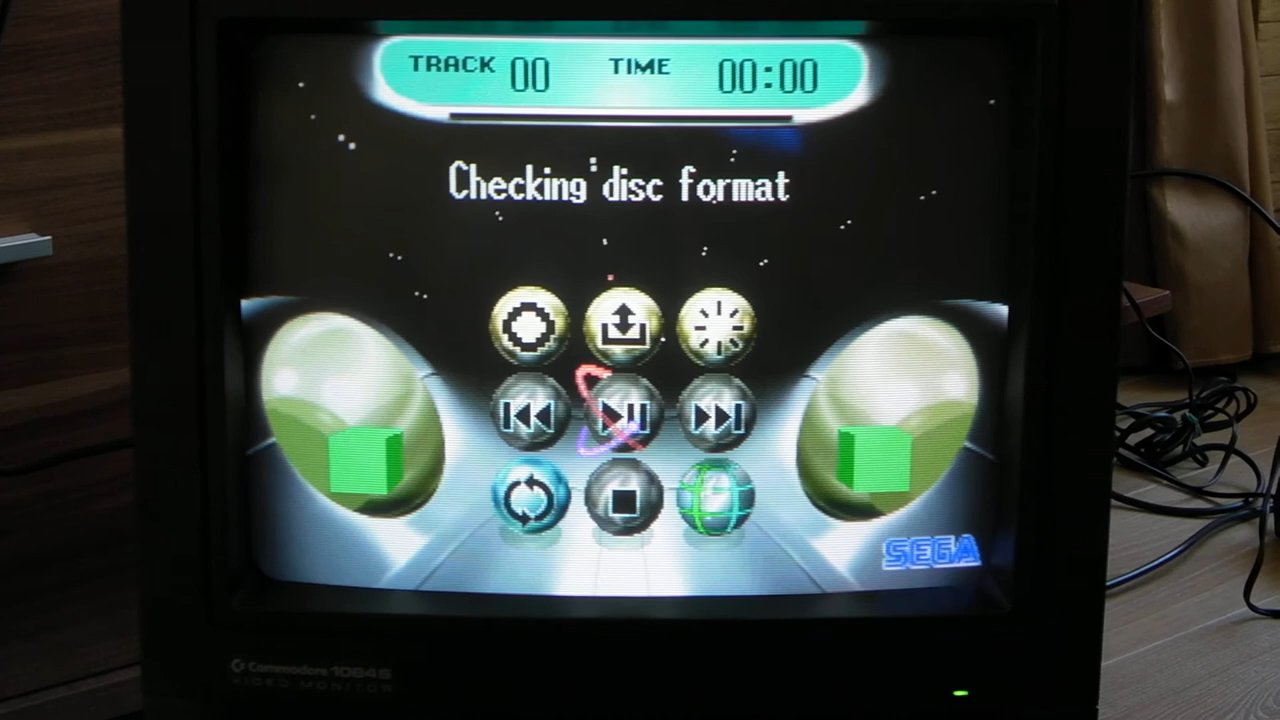 TRACK 00 TIME 00:00
Checking disc format
SEGA
Commodore 1084S
VIDEO MONITOR